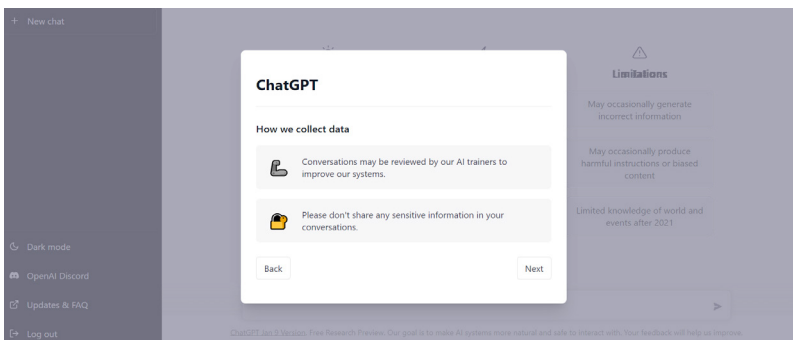 New chat
Limitations
ChatGPT
May occasionally generate
incorrect information
How we collect data
May occasionally produce
harmful instructions or biased
content
Conversations may be reviewed by our AI trainers to
improve our systems.
Limited knowledge of world and
events after 2021
Please don't share any sensitive information in your
conversations.
Dark mode
Back
Next
OpenAI Discord
Updates & FAQ
Log out
Free Research Preview. Our goal is to make AI systems more natural and safe to interact with. Your feedback will help us improve.